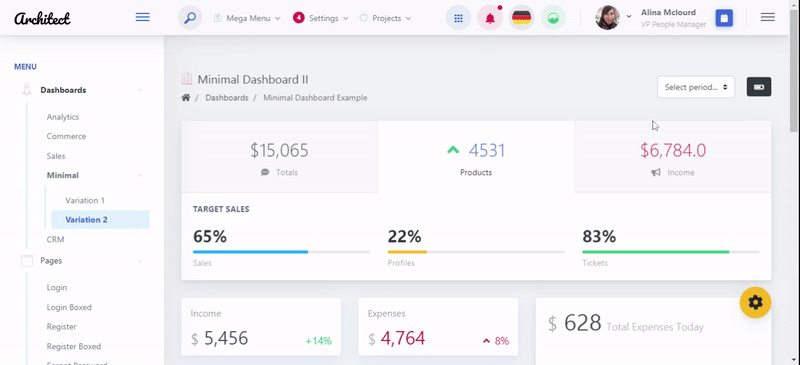 Architect
Mega Menu
4
Settings
Projects
Alina Mclourd
VP People Manager
MENU
Dashboards
Analytics
Commerce
Sales
Minimal
Variation 1
Variation 2
CRM
Pages
Login
Login Boxed
Register
Register Boxed
Forgot Password
Minimal Dashboard II
/ Dashboards / Minimal Dashboard Example
Select period...
$15,065
Totals
4531
Products
$6,784.0
Income
TARGET SALES
65%
Sales
22%
Profiles
83%
Tickets
Income
$ 5,456 +14%
Expenses
$ 4,764 8%
$ 628 Total Expenses Today